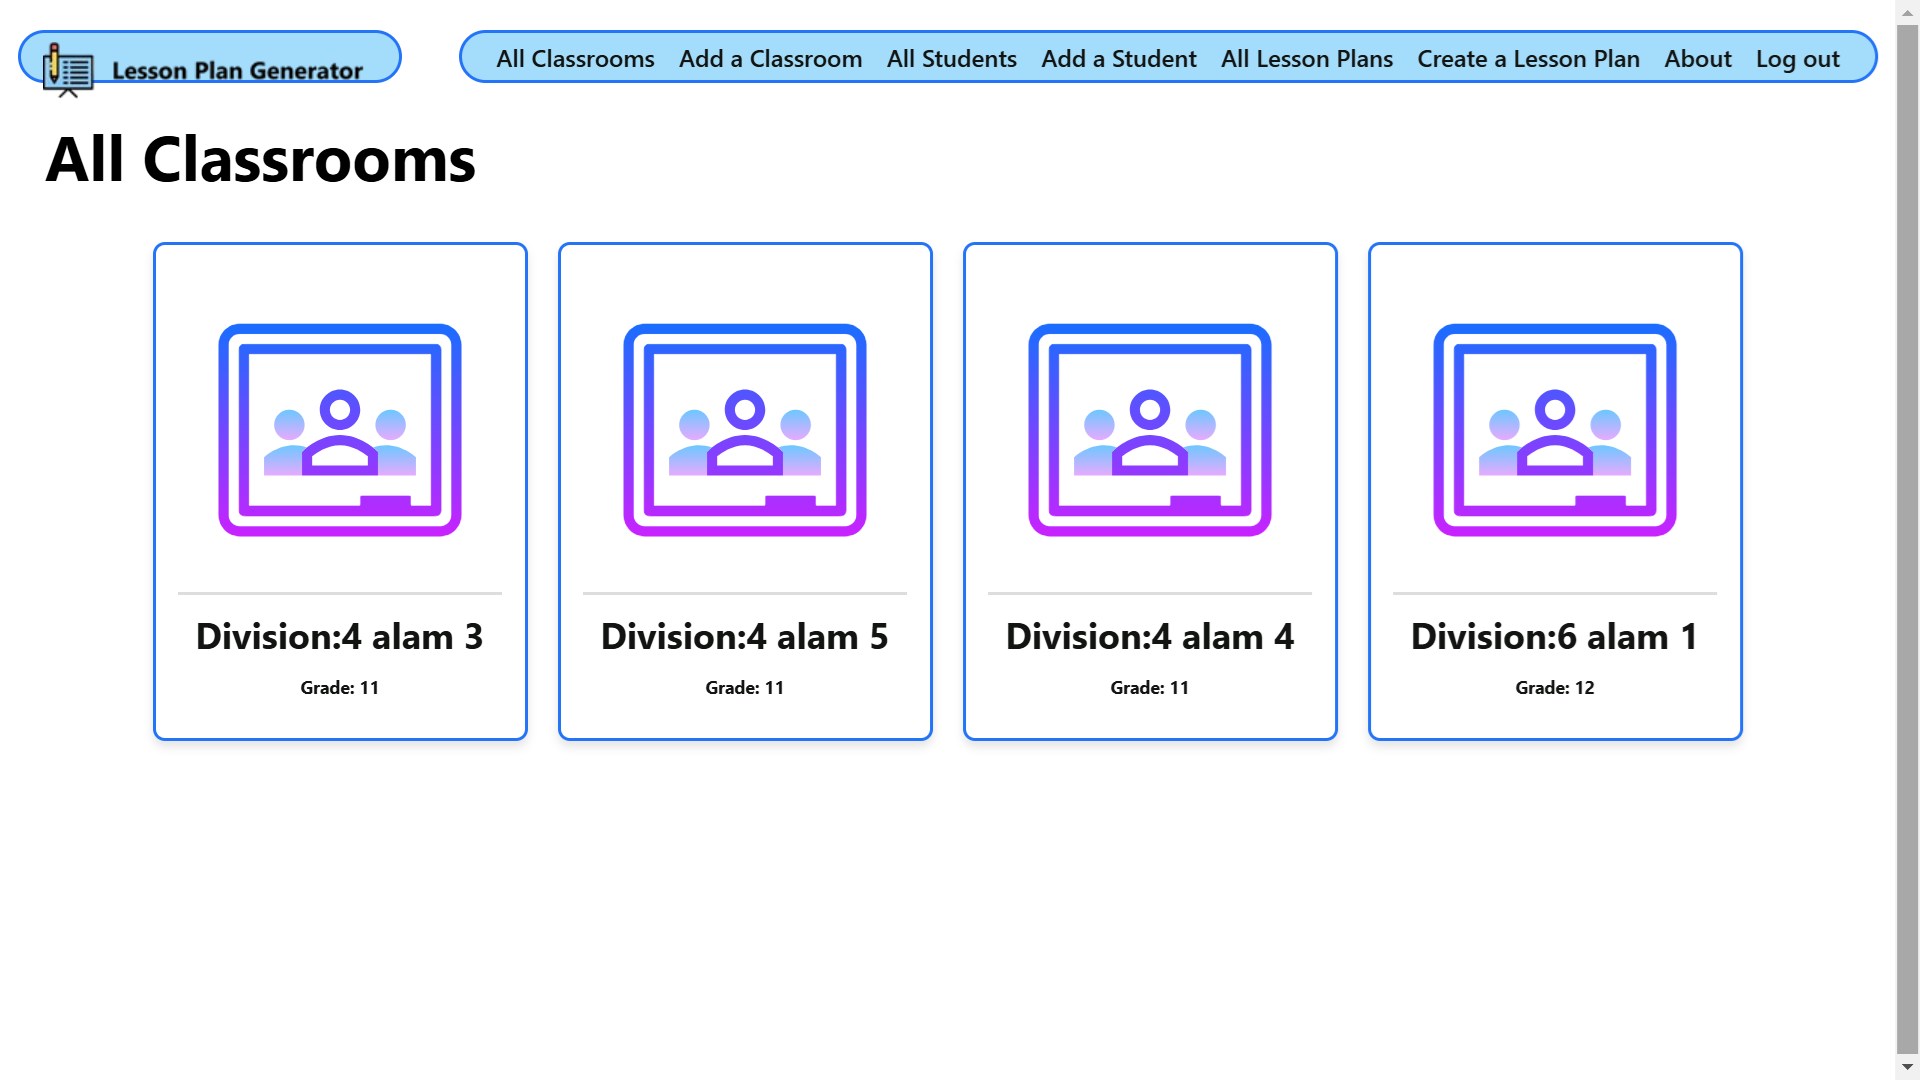 Lesson Plan Generator
All Classrooms Add a Classroom All Students Add a Student All Lesson Plans Create a Lesson Plan About Log out
All Classrooms
Division:4 alam 3
Grade: 11
Division:4 alam 5
Grade: 11
Division:4 alam 4
Grade: 11
Division:6 alam 1
Grade: 12